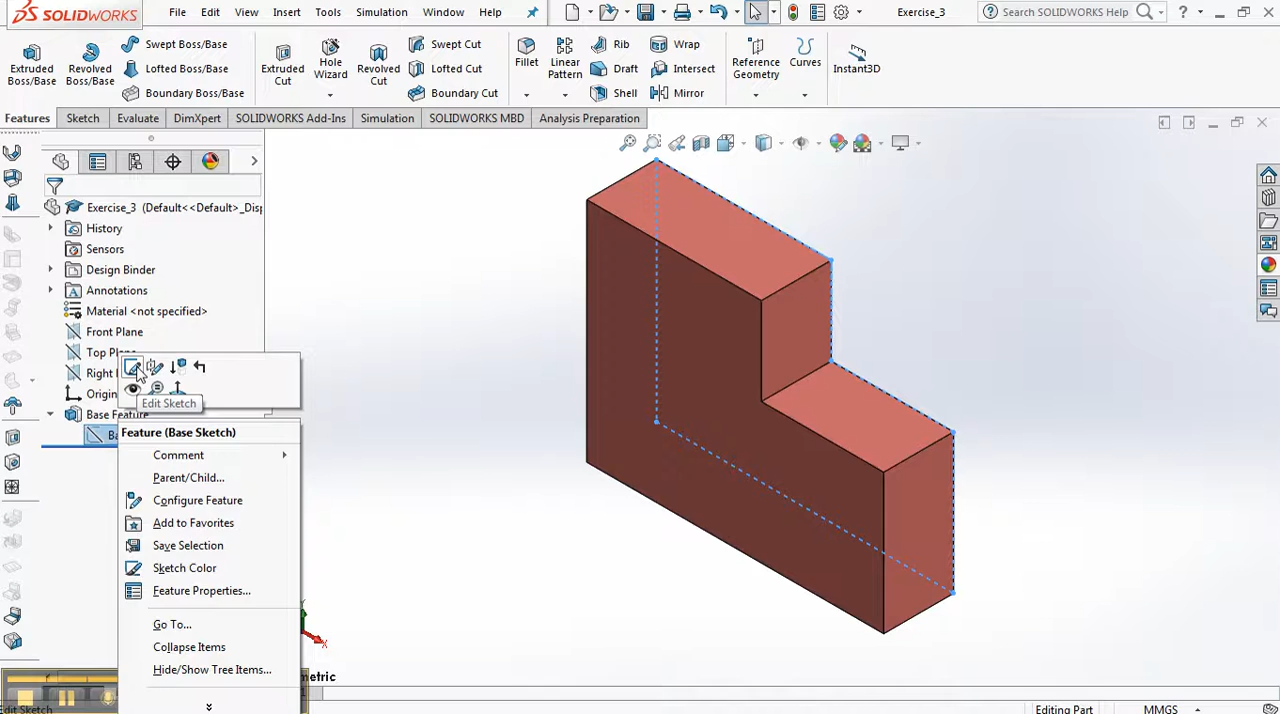 SOLIDWORKS File Edit View Insert Tools Simulation Window Help Exercise_3 Search SOLIDWORKS Help ?
Extruded Boss/Base
Revolved Boss/Base
Swept Boss/Base
Lofted Boss/Base
Boundary Boss/Base
Extruded Cut
Hole Wizard
Revolved Cut
Swept Cut
Lofted Cut
Boundary Cut
Fillet
Linear Pattern
Rib
Draft
Shell
Wrap
Intersect
Mirror
Reference Geometry
Curves
Instant3D
Features Sketch Evaluate DimXpert SOLIDWORKS Add-Ins Simulation SOLIDWORKS MBD Analysis Preparation
Exercise_3 (Default<<Default>_Disp
History
Sensors
Design Binder
Annotations
Material <not specified>
Front Plane
Top Pla
Right
Origin
Base Feature
Ba
Edit Sketch
Feature (Base Sketch)
Comment
Parent/Child...
Configure Feature
Add to Favorites
Save Selection
Sketch Color
Feature Properties...
Go To...
Collapse Items
Hide/Show Tree Items...
Y
X
metric
Edit Sketch
Editing Part MMGS